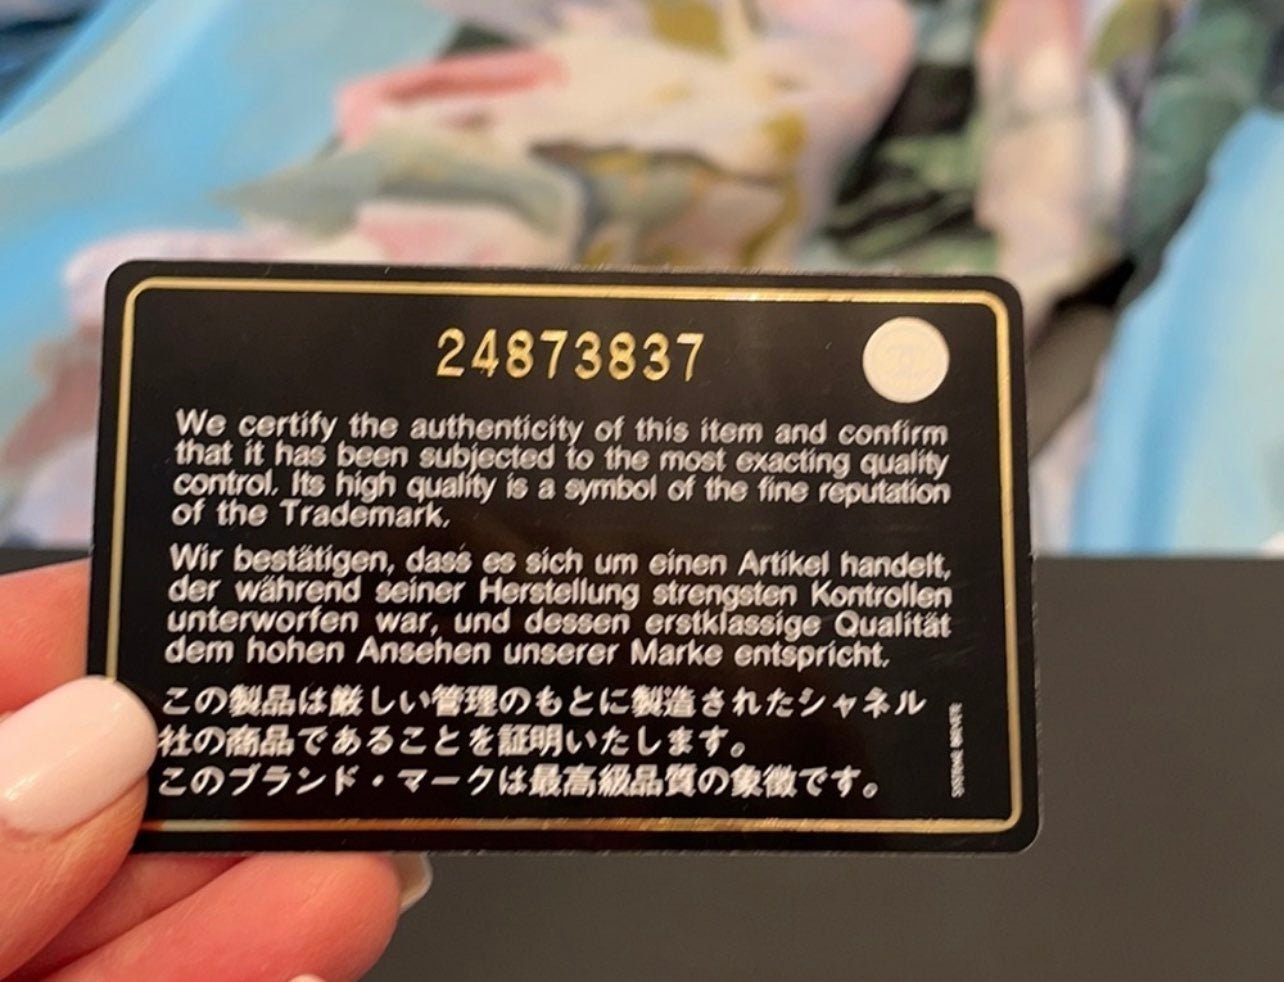 24873837
We certify the authenticity of this item and confirm
that it has been subjected to the most exacting quality
control. Its high quality is a symbol of the fine reputation
of the Trademark.
Wir bestätigen, dass es sich um einen Artikel handelt,
der während seiner Herstellung strengsten Kontrollen
unterworfen war, und dessen erstklassige Qualität
dem hohen Ansehen unserer Marke entspricht.
この製品は厳しい管理のもとに製造されたシャネル
社の商品であることを証明いたします。
このブランド・マークは最高級品質の象徴です。